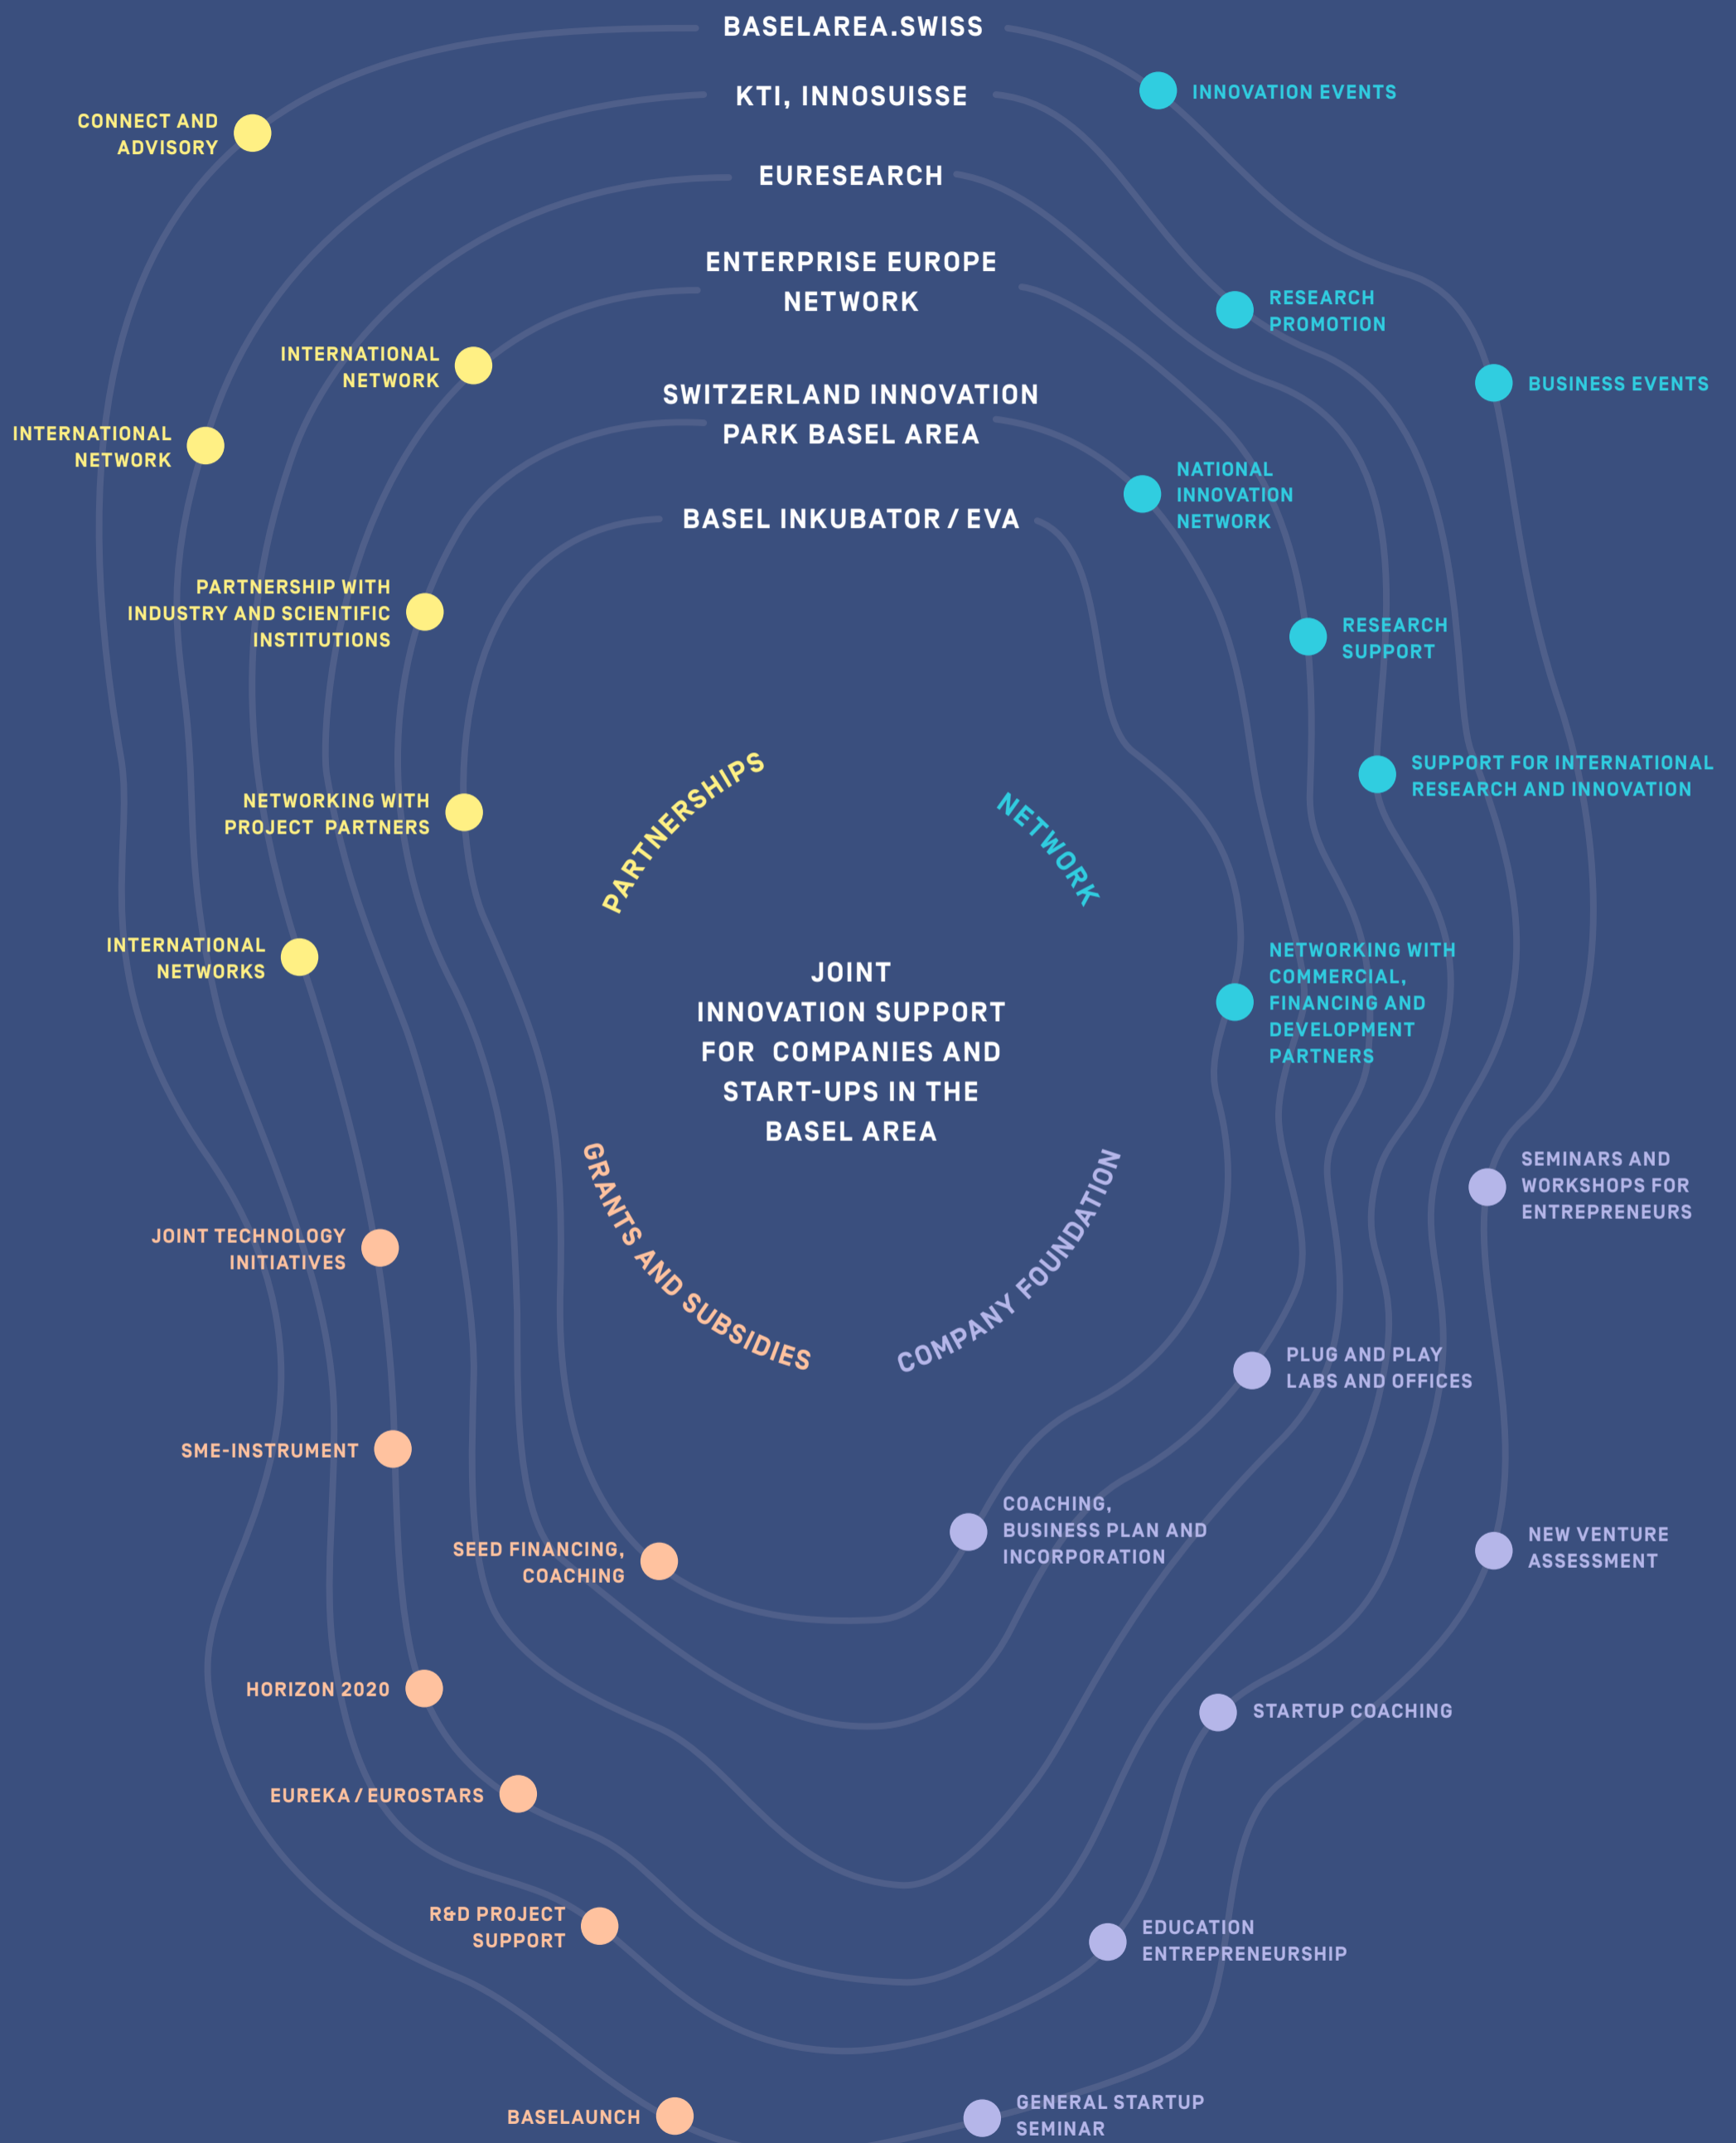 BASELAREA.SWISS
KTI, INNOSUISSE
EURESEARCH
ENTERPRISE EUROPE
NETWORK
SWITZERLAND INNOVATION
PARK BASEL AREA
BASEL INKUBATOR / EVA
CONNECT AND
ADVISORY
INTERNATIONAL
NETWORK
INTERNATIONAL
NETWORK
PARTNERSHIP WITH
INDUSTRY AND SCIENTIFIC
INSTITUTIONS
NETWORKING WITH
PROJECT PARTNERS
INTERNATIONAL
NETWORKS
INNOVATION EVENTS
RESEARCH
PROMOTION
BUSINESS EVENTS
NATIONAL
INNOVATION
NETWORK
RESEARCH
SUPPORT
SUPPORT FOR INTERNATIONAL
RESEARCH AND INNOVATION
NETWORKING WITH
COMMERCIAL,
FINANCING AND
DEVELOPMENT
PARTNERS
PARTNERSHIPS
NETWORK
JOINT
INNOVATION SUPPORT
FOR COMPANIES AND
START-UPS IN THE
BASEL AREA
GRANTS AND SUBSIDIES
COMPANY FOUNDATION
JOINT TECHNOLOGY
INITIATIVES
SME-INSTRUMENT
SEED FINANCING,
COACHING
HORIZON 2020
EUREKA / EUROSTARS
R&D PROJECT
SUPPORT
BASELAUNCH
SEMINARS AND
WORKSHOPS FOR
ENTREPRENEURS
PLUG AND PLAY
LABS AND OFFICES
COACHING,
BUSINESS PLAN AND
INCORPORATION
NEW VENTURE
ASSESSMENT
STARTUP COACHING
EDUCATION
ENTREPRENEURSHIP
GENERAL STARTUP
SEMINAR